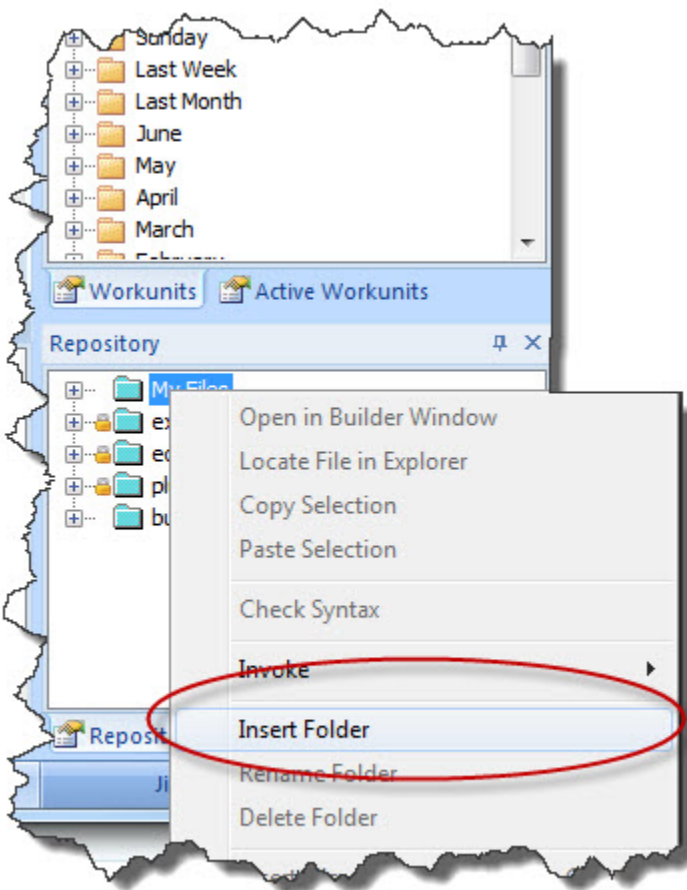 Sunday
Last Week
Last Month
June
May
April
March
February
Workunits Active Workunits
Repository
My Files
Open in Builder Window
Locate File in Explorer
Copy Selection
Paste Selection
Check Syntax
Invoke
Insert Folder
Rename Folder
Delete Folder